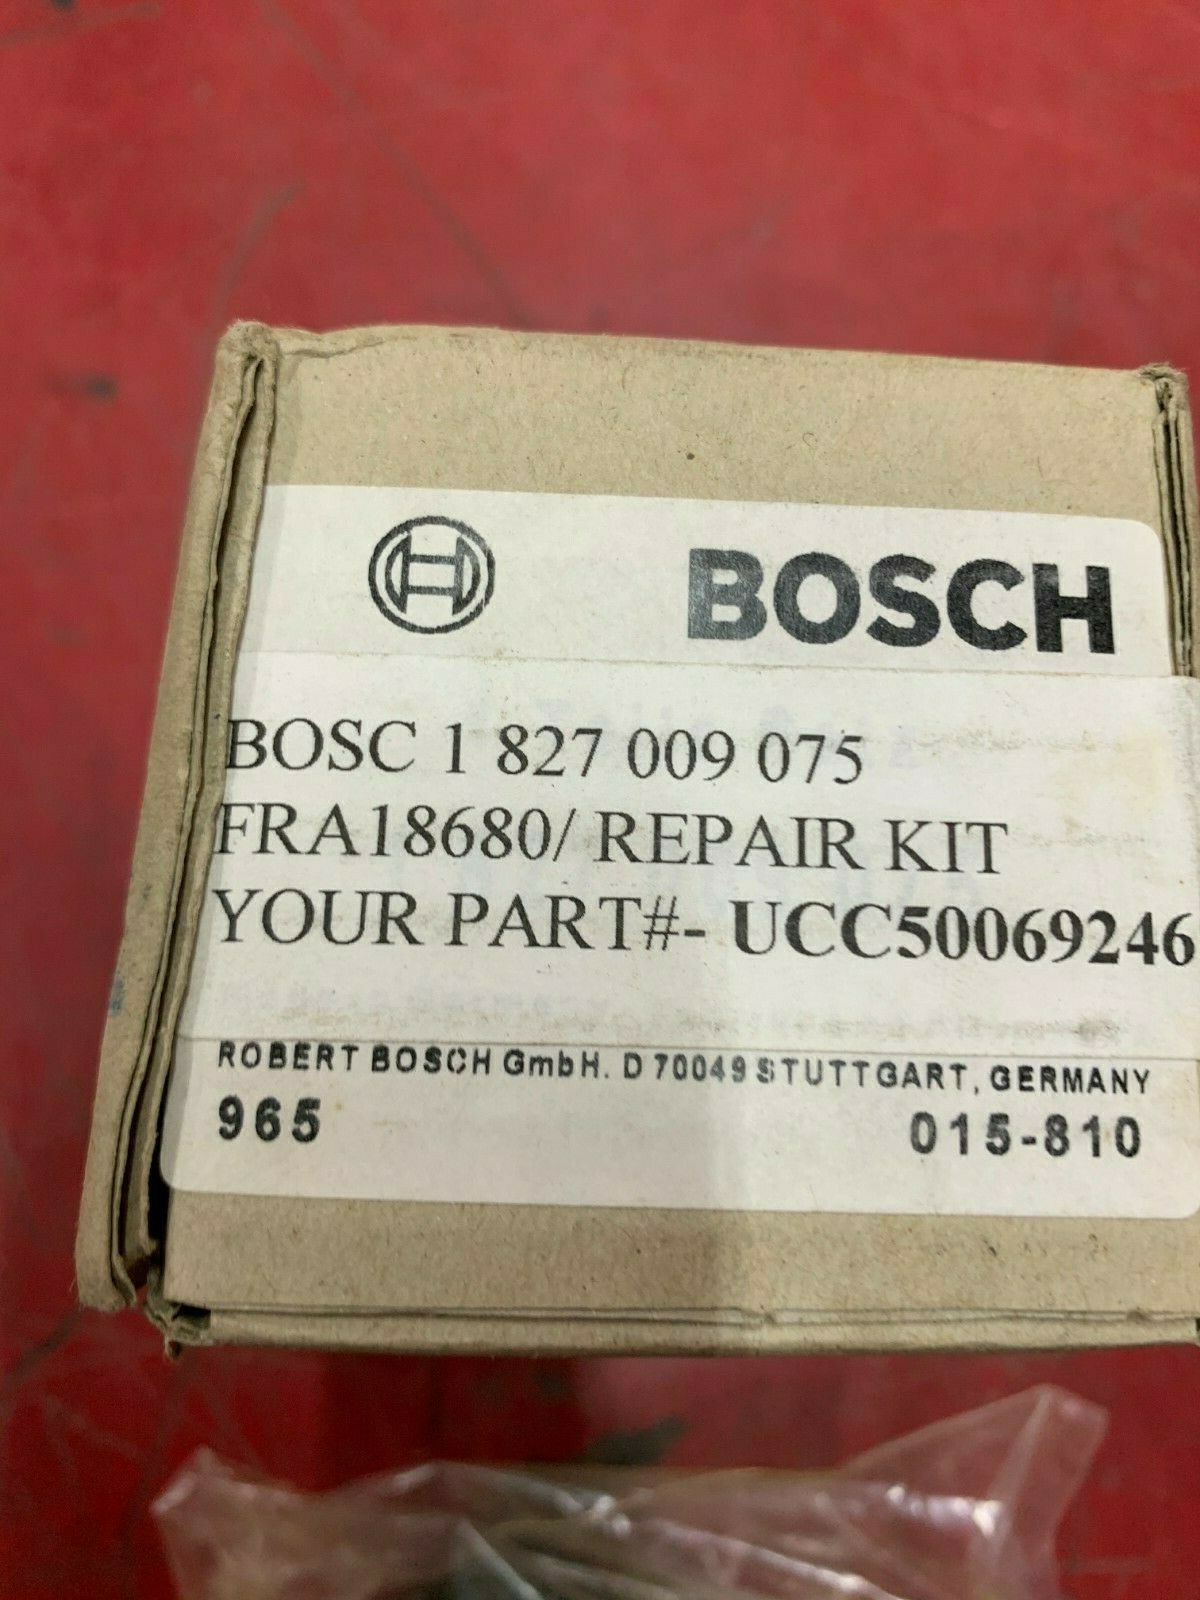 BOSCH
BOSC 1 827 009 075
FRA18680/ REPAIR KIT
YOUR PART#- UCC50069246
ROBERT BOSCH GmbH. D 70049 STUTTGART, GERMANY
965 015-810